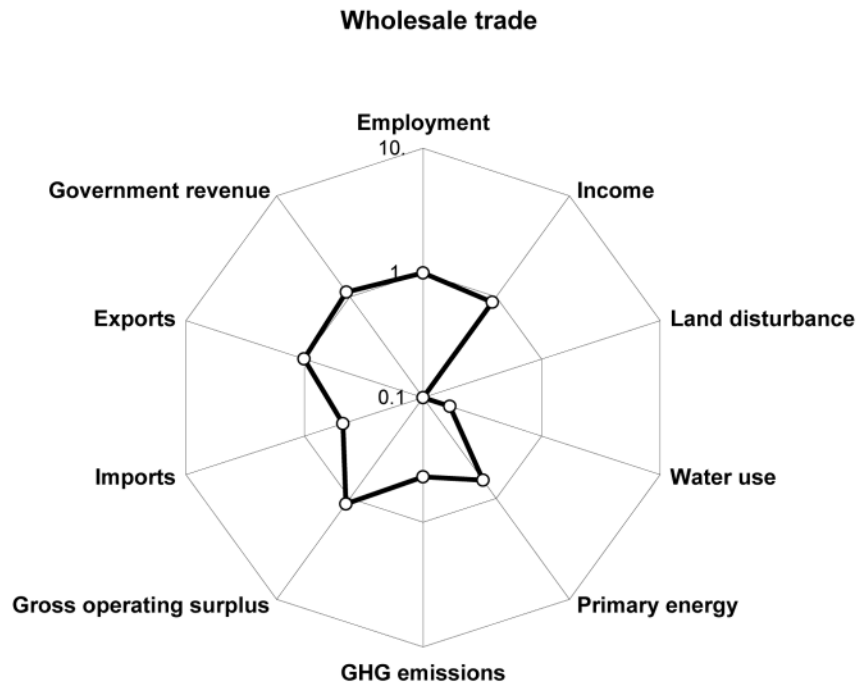 Wholesale trade
Employment
10.
Government revenue
Income
1
Exports
Land disturbance
0.1
Imports
Water use
Gross operating surplus
Primary energy
GHG emissions